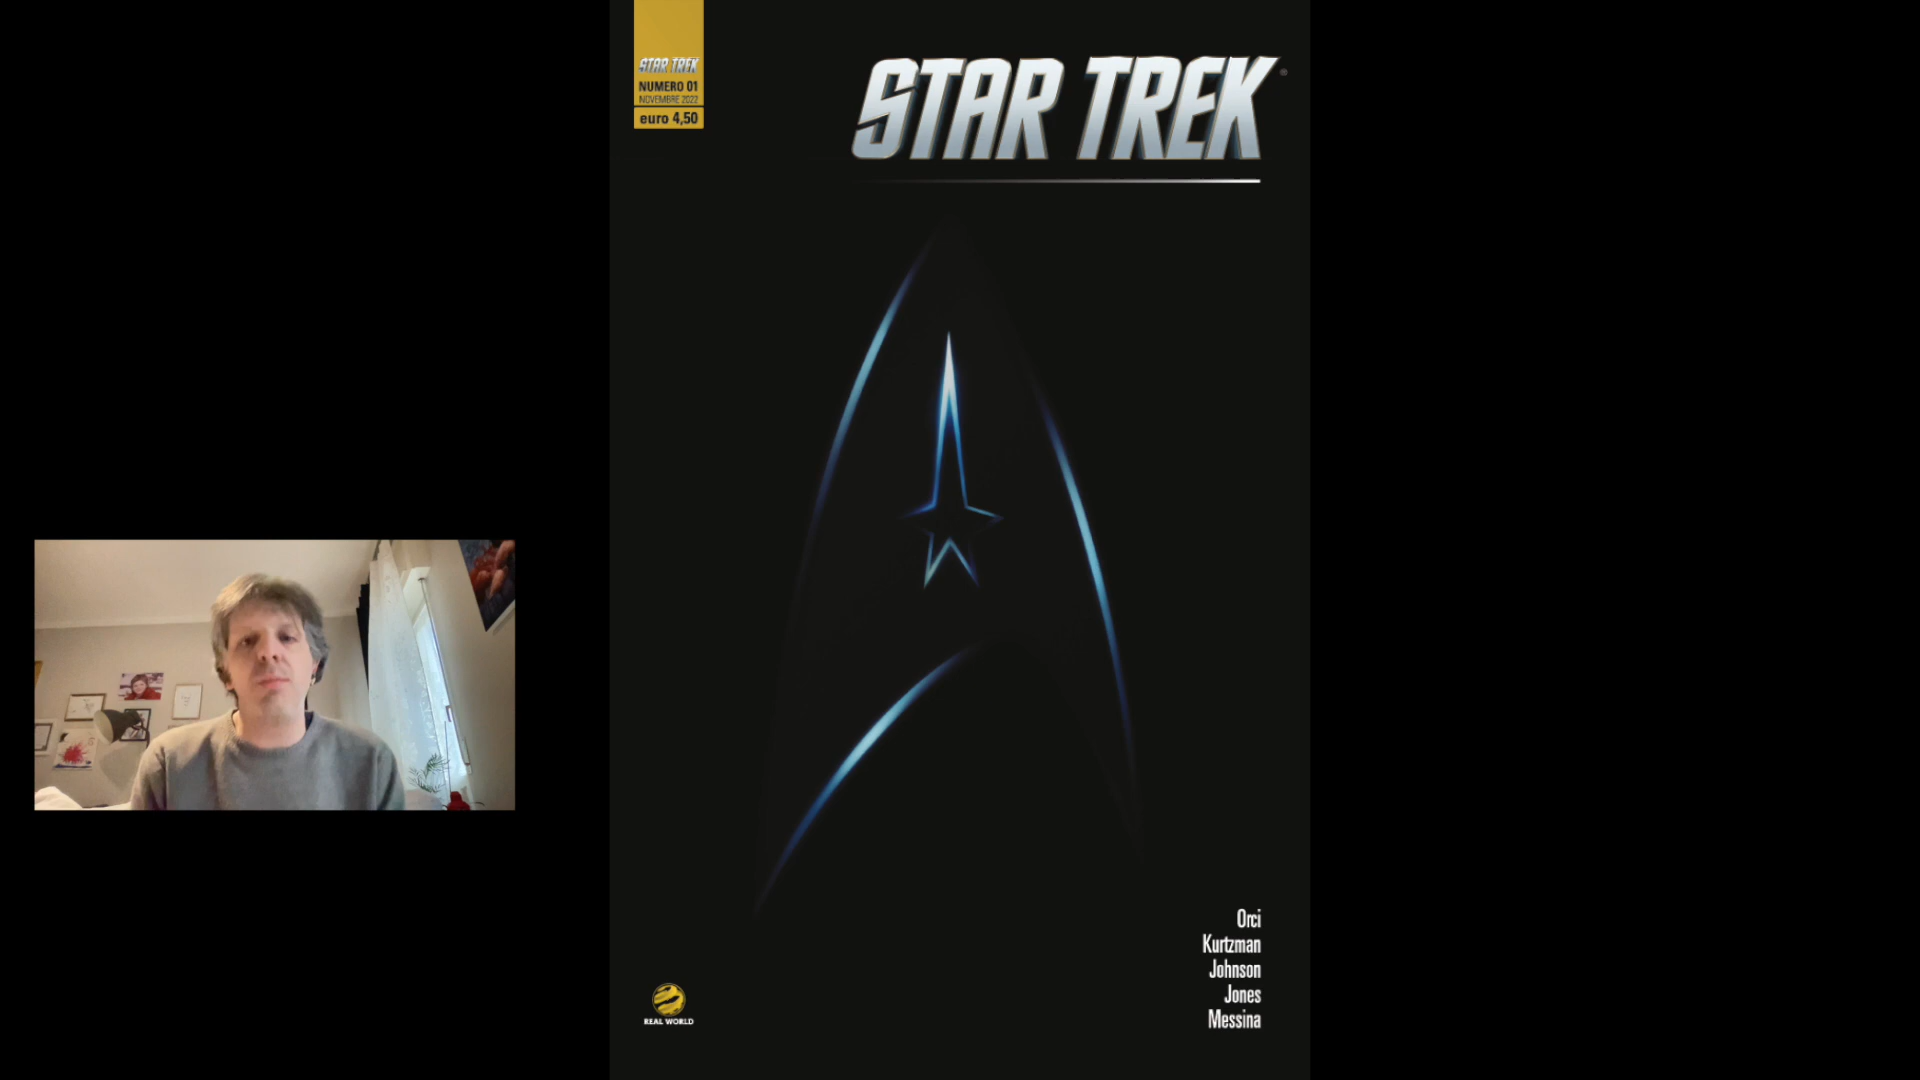 STAR TREK
NUMERO 01
NOVEMBRE 2022
euro 4,50
STAR TREK
Orci
Kurtzman
Johnson
Jones
Messina
REAL WORLD